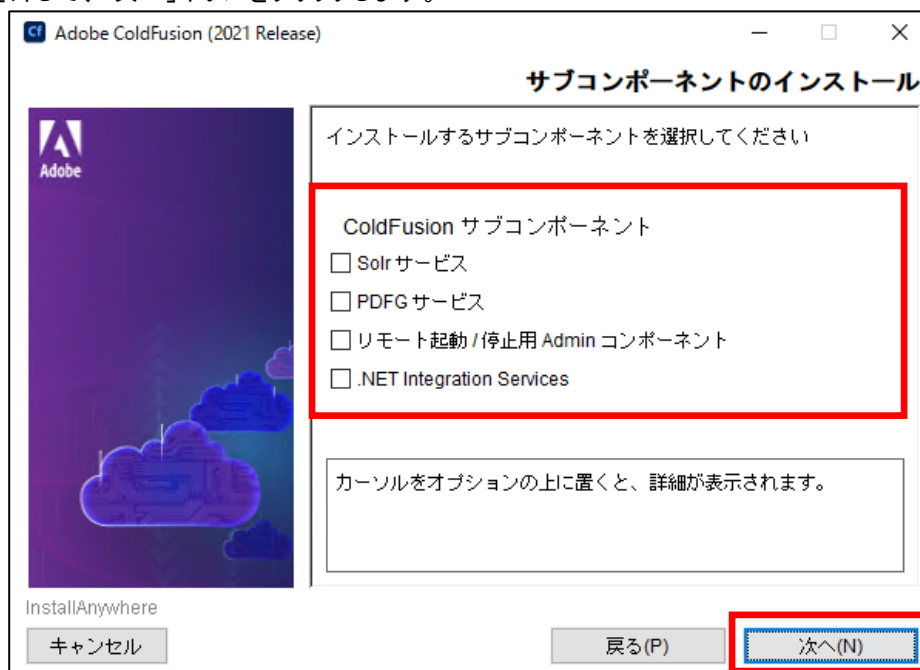 Adobe ColdFusion (2021 Release)
サブコンポーネントのインストール
Adobe
インストールするサブコンポーネントを選択してください
ColdFusion サブコンポーネント
Solr サービス
PDFG サービス
リモート起動 / 停止用 Admin コンポーネント
.NET Integration Services
カーソルをオプションの上に置くと、詳細が表示されます。
InstallAnywhere
キャンセル
戻る(P)
次へ(N)